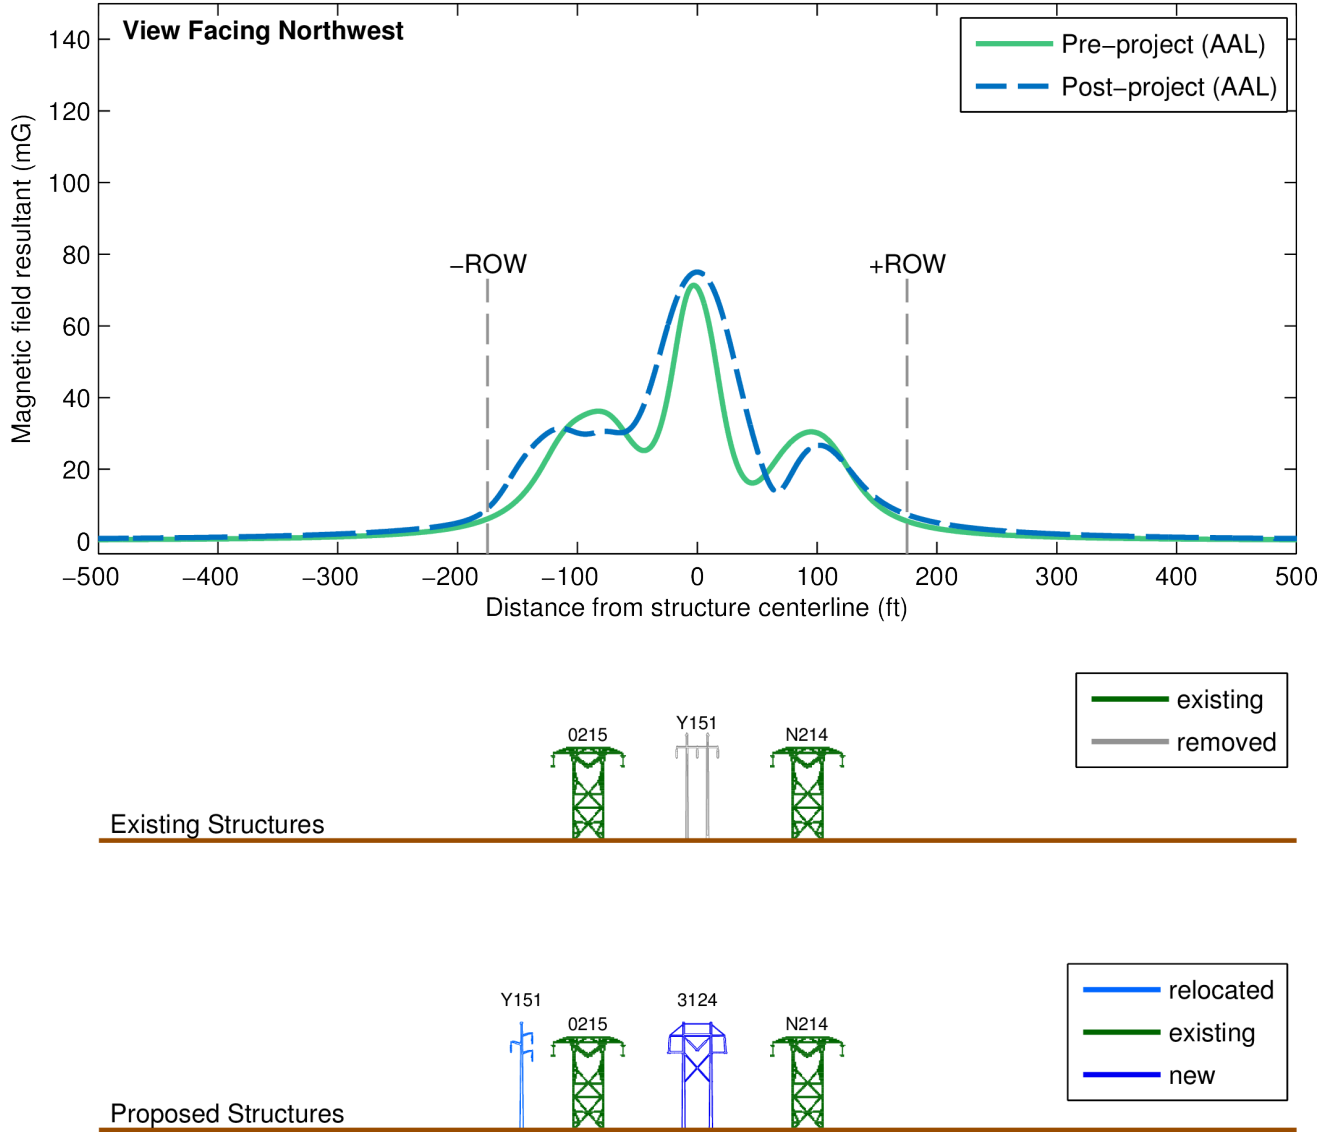 View Facing Northwest
Pre−project (AAL)
Post−project (AAL)
Magnetic field resultant (mG)
140
120
100
80
60
40
20
0
−ROW
+ROW
−500 −400 −300 −200 −100 0 100 200 300 400 500
Distance from structure centerline (ft)
existing
removed
0215 Y151 N214
Existing Structures
relocated
existing
new
Y151 0215 3124 N214
Proposed Structures